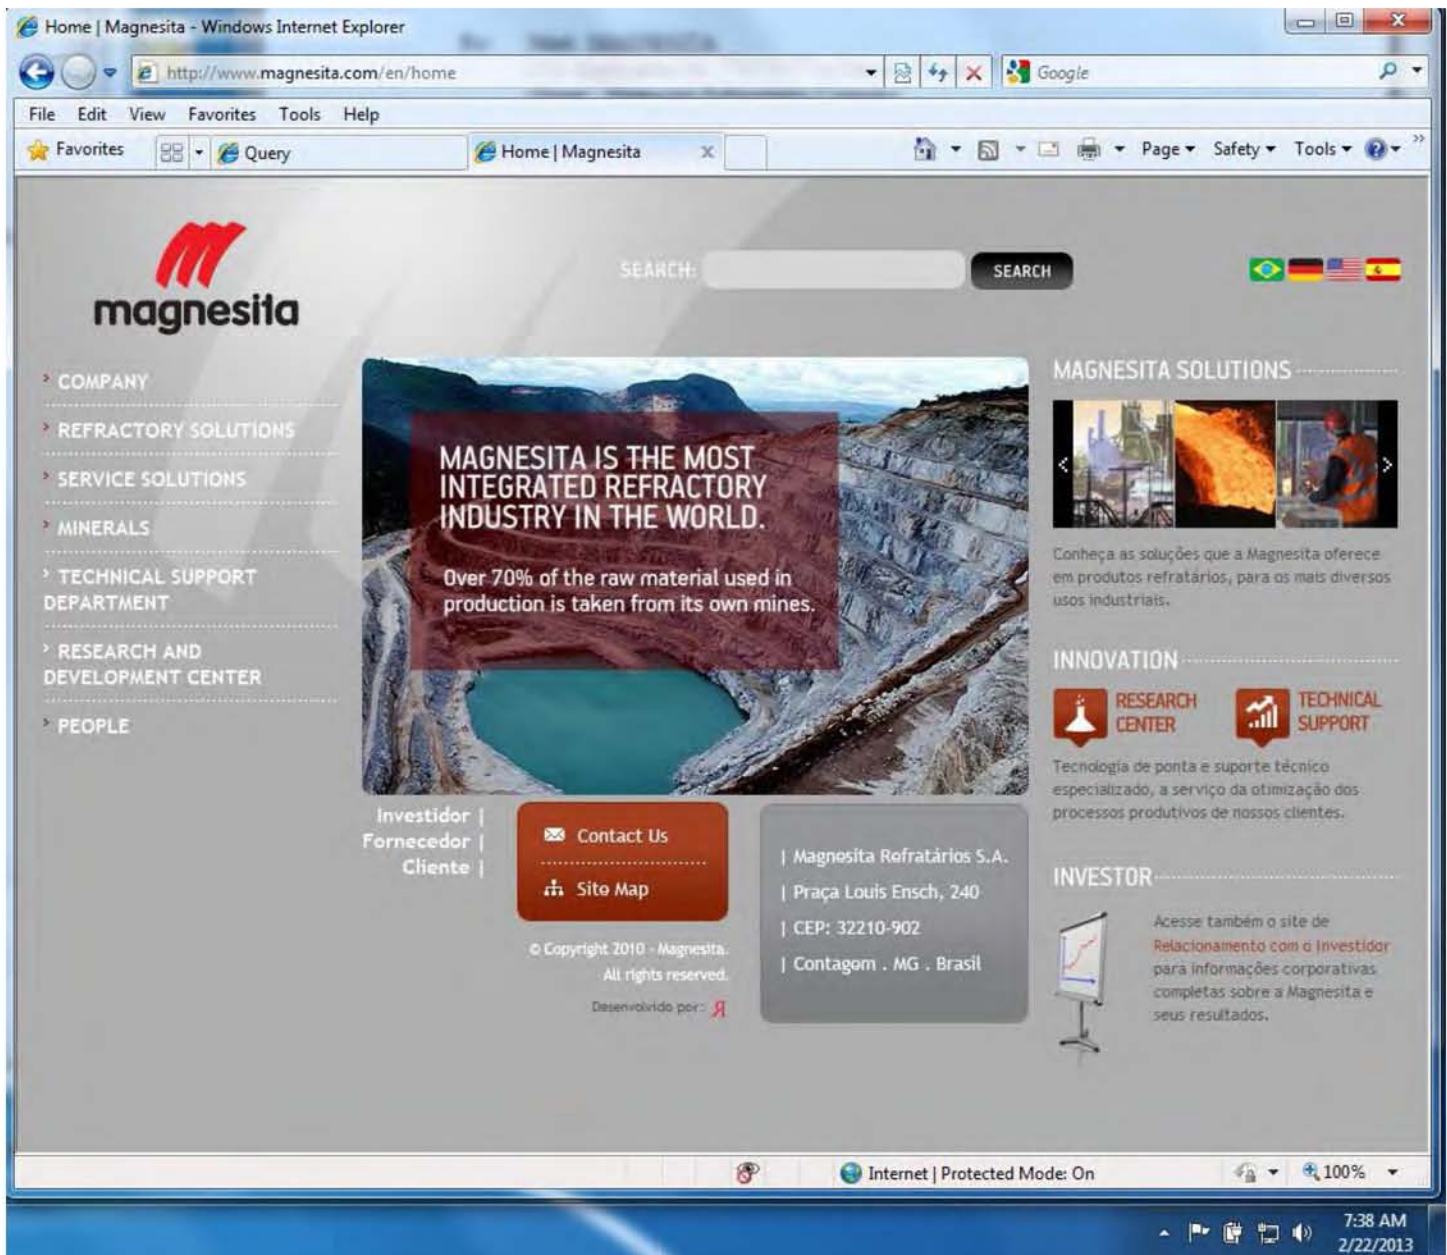 Home | Magnesita - Windows Internet Explorer
http://www.magnesita.com/en/home
Google
File Edit View Favorites Tools Help
Favorites
Query
Home | Magnesita
Page Safety Tools
magnesita
SEARCH:
SEARCH
COMPANY
REFRACTORY SOLUTIONS
SERVICE SOLUTIONS
MINERALS
TECHNICAL SUPPORT
DEPARTMENT
RESEARCH AND
DEVELOPMENT CENTER
PEOPLE
MAGNESITA IS THE MOST
INTEGRATED REFRACTORY
INDUSTRY IN THE WORLD.
Over 70% of the raw material used in
production is taken from its own mines.
MAGNESITA SOLUTIONS
Conheça as soluções que a Magnesita oferece
em produtos refratários, para os mais diversos
usos industriais.
INNOVATION
RESEARCH
CENTER
TECHNICAL
SUPPORT
Tecnologia de ponta e suporte técnico
especializado, a serviço da otimização dos
processos produtivos de nossos clientes.
INVESTOR
Acesse também o site de
Relacionamento com o Investidor
para informações corporativas
completas sobre a Magnesita e
seus resultados.
Investidor |
Fornecedor |
Cliente |
Contact Us
Site Map
© Copyright 2010 - Magnesita.
All rights reserved.
Desenvolvido por:
| Magnesita Refratários S.A.
| Praça Louis Ensch, 240
| CEP: 32210-902
| Contagem . MG . Brasil
Internet | Protected Mode: On
100%
7:38 AM
2/22/2013